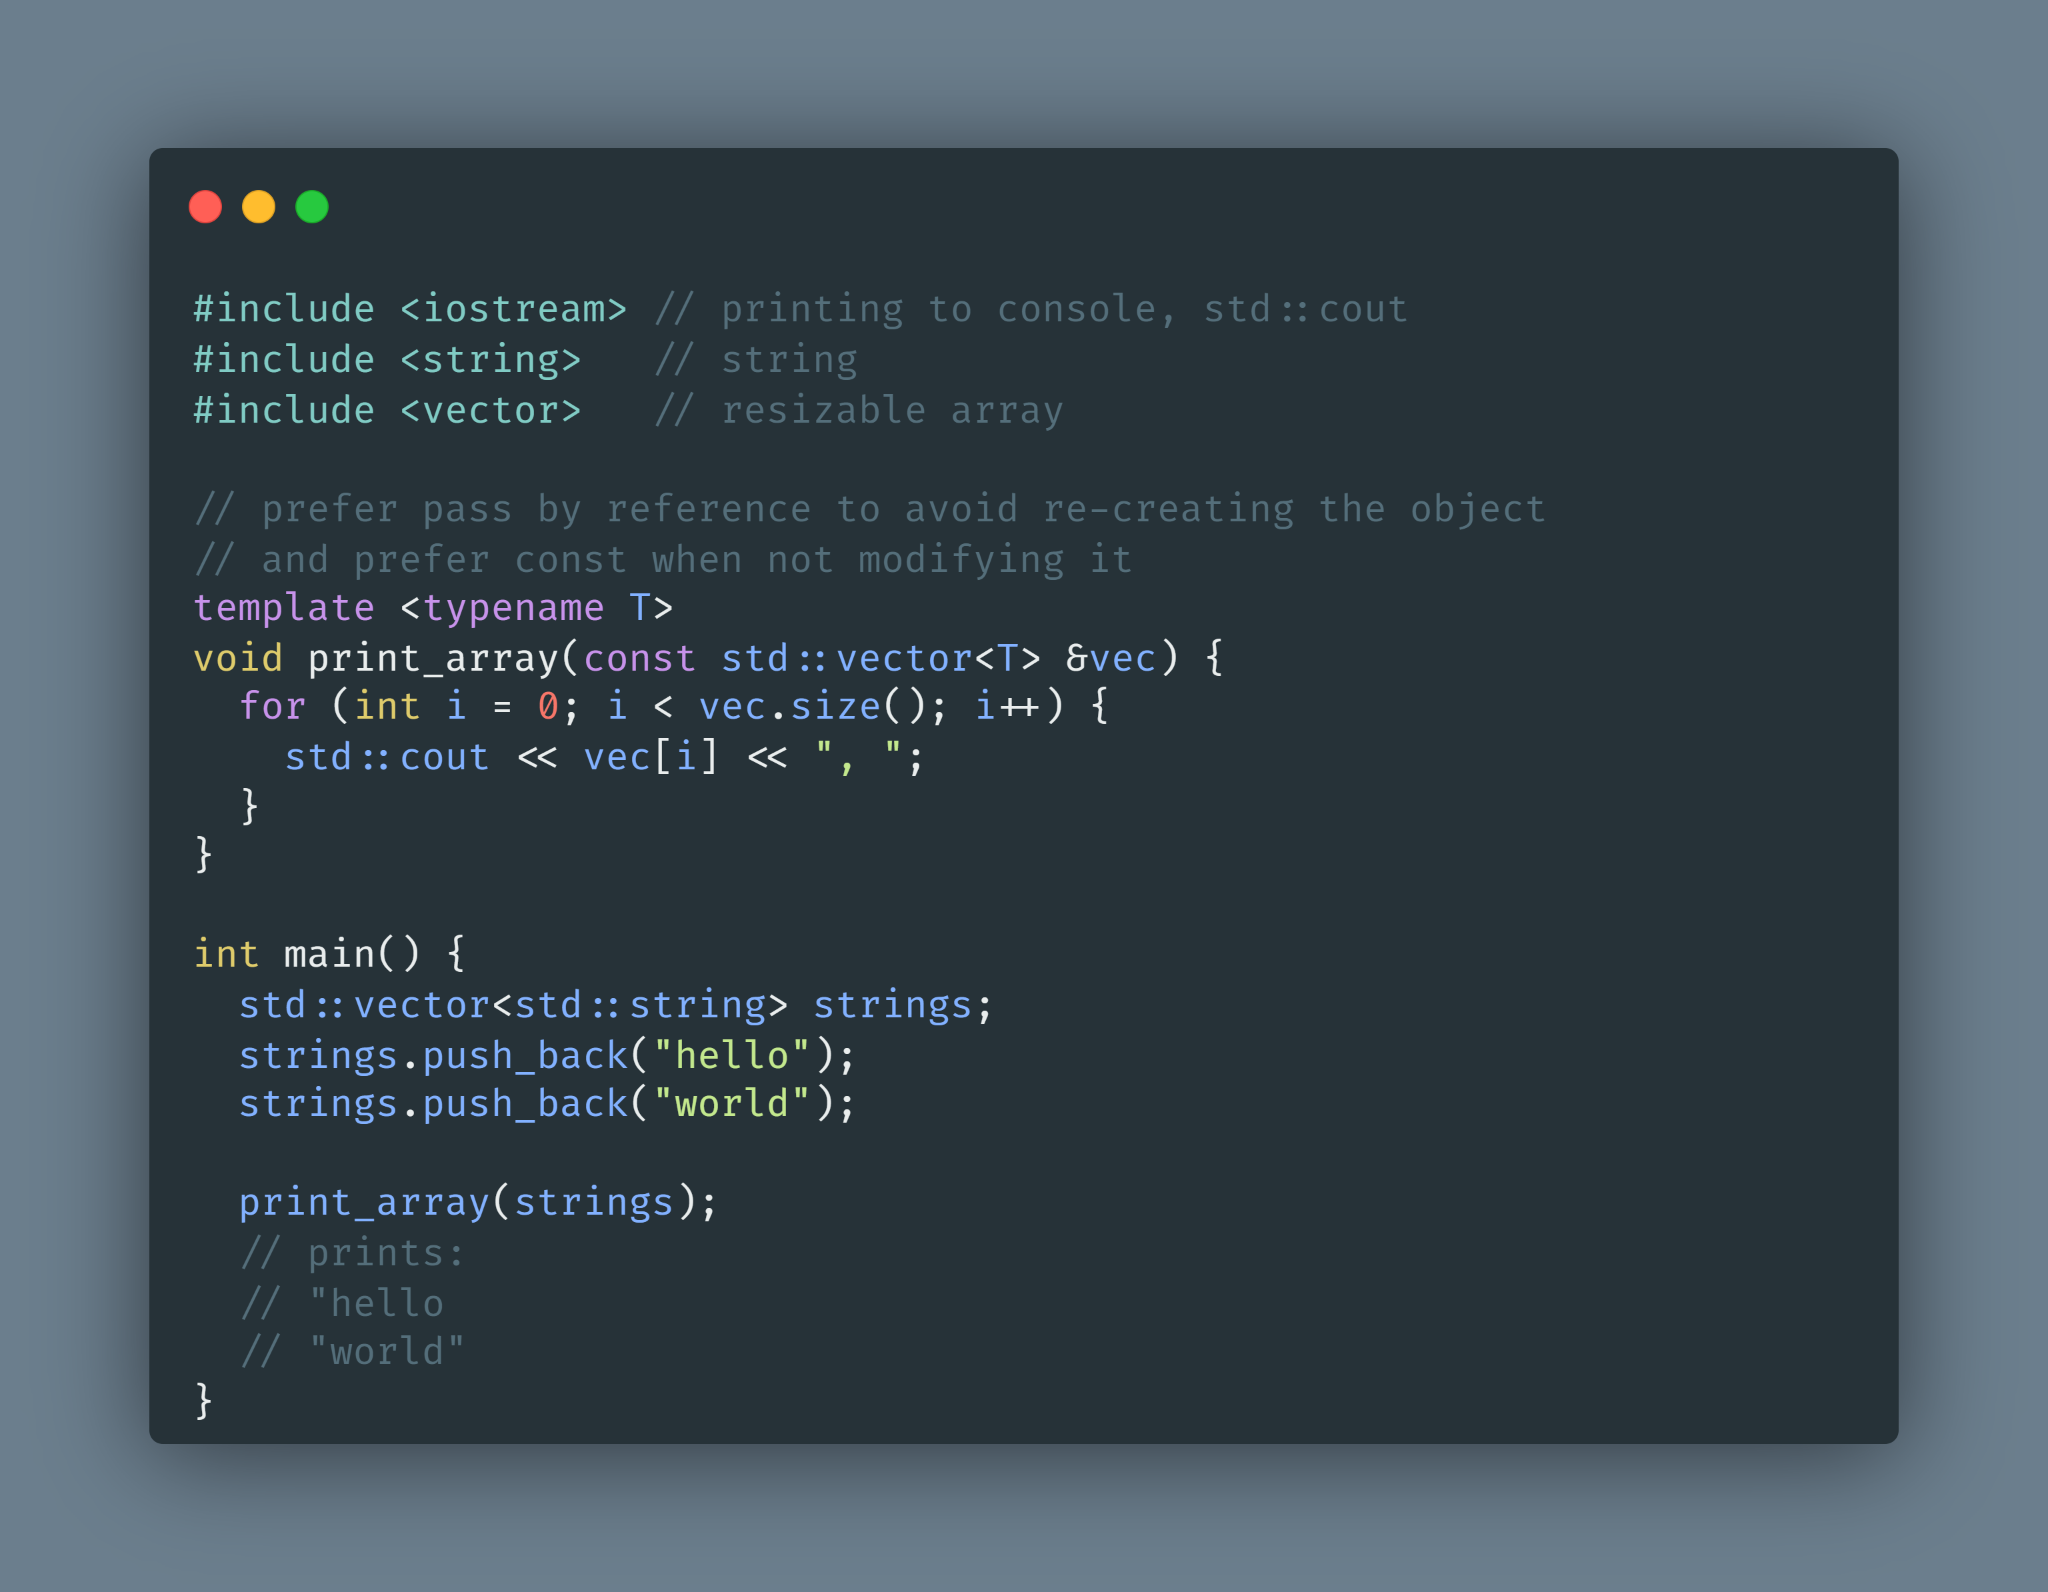 #include <iostream> // printing to console, std::cout
#include <string>   // string
#include <vector>   // resizable array

// prefer pass by reference to avoid re-creating the object
// and prefer const when not modifying it
template <typename T>
void print_array(const std::vector<T> &vec) {
  for (int i = 0; i < vec.size(); i++) {
    std::cout << vec[i] << ", ";
  }
}

int main() {
  std::vector<std::string> strings;
  strings.push_back("hello");
  strings.push_back("world");

  print_array(strings);
  // prints:
  // "hello
  // "world"
}